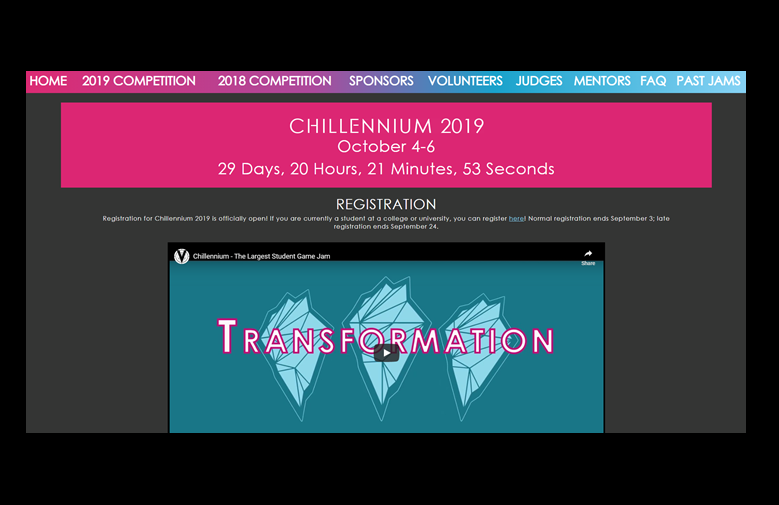 HOME 2019 COMPETITION 2018 COMPETITION SPONSORS VOLUNTEERS JUDGES MENTORS FAQ PAST JAMS
CHILLENNIUM 2019
October 4-6
29 Days, 20 Hours, 21 Minutes, 53 Seconds
REGISTRATION
Registration for Chillennium 2019 is officially open! If you are currently a student at a college or university, you can register here! Normal registration ends September 3; late
registration ends September 24.
Chillennium - The Largest Student Game Jam
Share
TRANSFORMATION